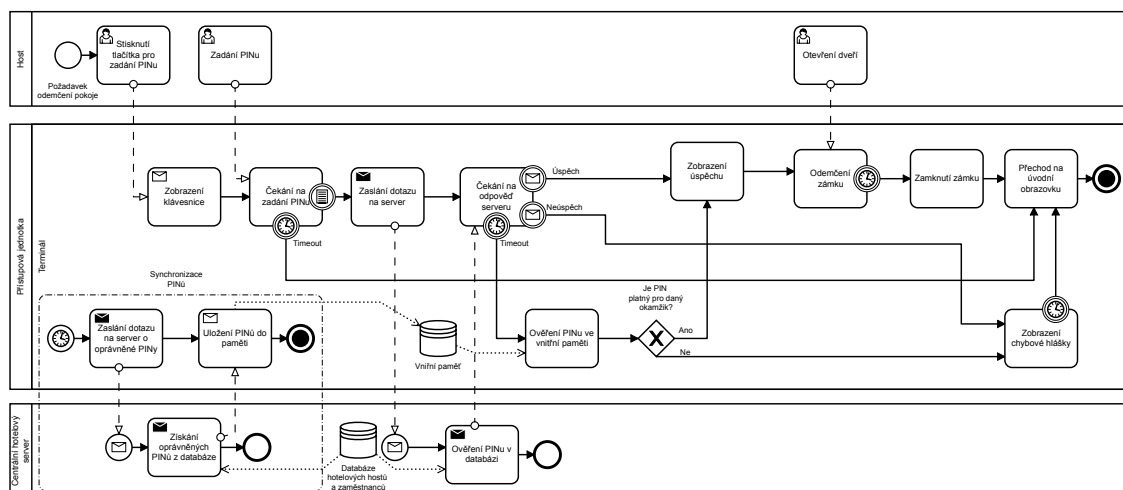 Host
Požadavek
odemčení pokoje
Stisknutí
tlačítka pro
zadání PINu
Zadání PINu
Otevření dveří
Přístupová jednotka
Terminál
Zobrazení
klávesnice
Čekání na
zadání PINu
Timeout
Zaslání dotazu
na server
Čekání na
odpověď
serveru
Úspěch
Neúspěch
Timeout
Zobrazení
úspěchu
Odemčení
zámku
Zamknutí zámku
Přechod na
úvodní
obrazovku
Synchronizace
PINů
Zaslání dotazu
na server o
oprávněné PINy
Uložení PINů do
paměti
Vniřní paměť
Ověření PINu ve
vnitřní paměti
Je PIN
platný pro daný
okamžik?
Ano
Ne
Zobrazení
chybové hlášky
Centrální hotelový
server
Získání
oprávněných
PINů z databáze
Databáze
hotelových hostů
a zaměstnanců
Ověření PINu v
databázi